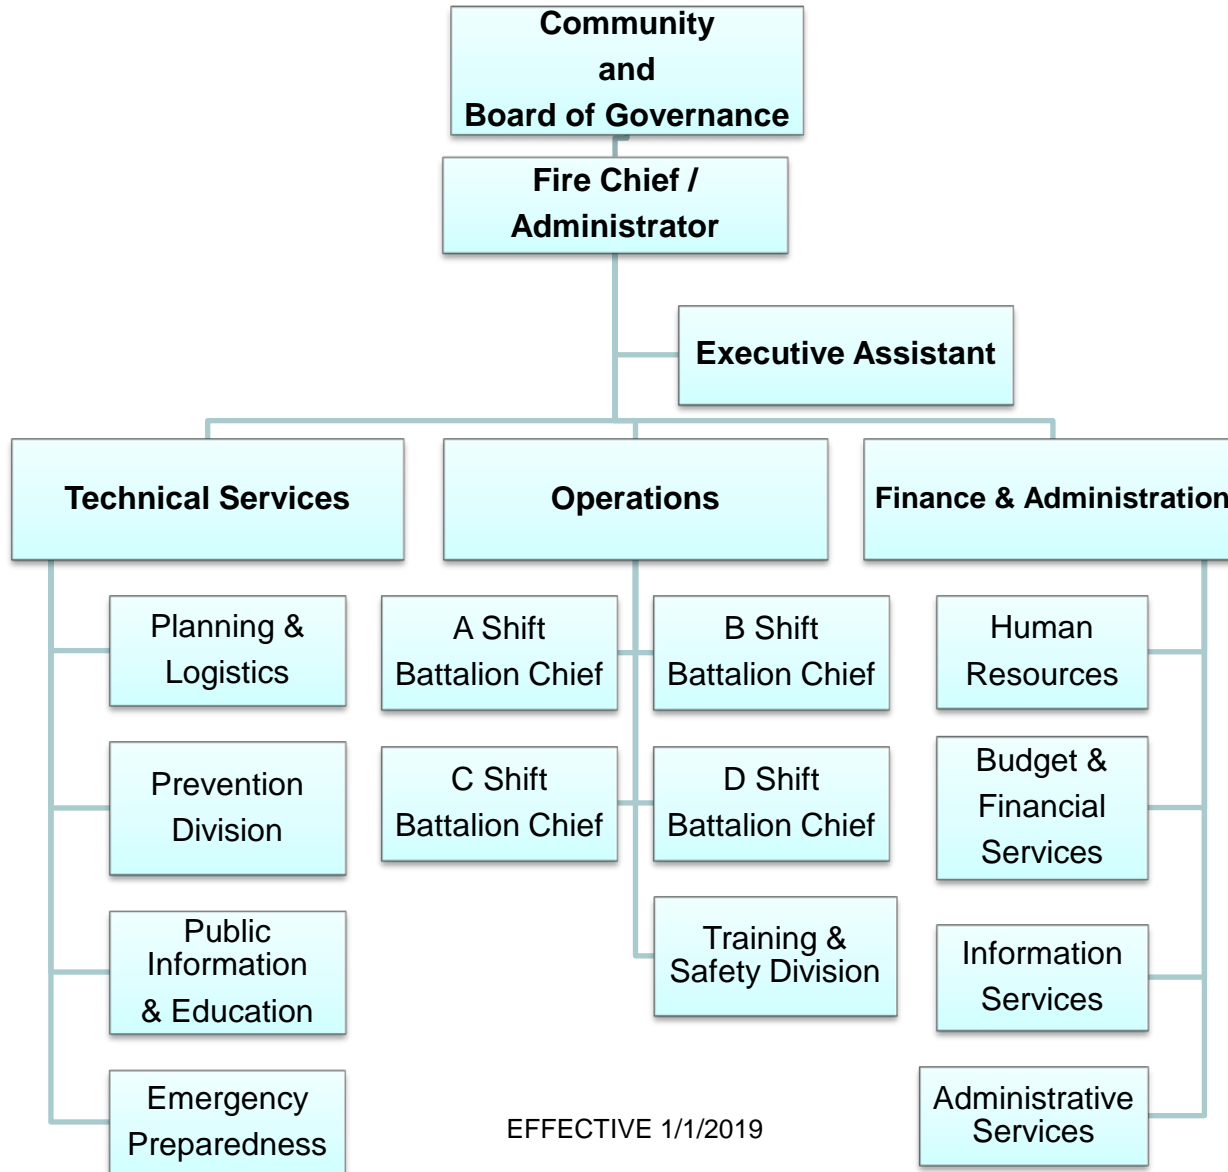 Community
and
Board of Governance
Fire Chief /
Administrator
Executive Assistant
Technical Services
Operations
Finance & Administration
Planning &
Logistics
Prevention
Division
Public
Information
& Education
Emergency
Preparedness
A Shift
Battalion Chief
B Shift
Battalion Chief
C Shift
Battalion Chief
D Shift
Battalion Chief
Training &
Safety Division
Human
Resources
Budget &
Financial
Services
Information
Services
Administrative
Services
EFFECTIVE 1/1/2019